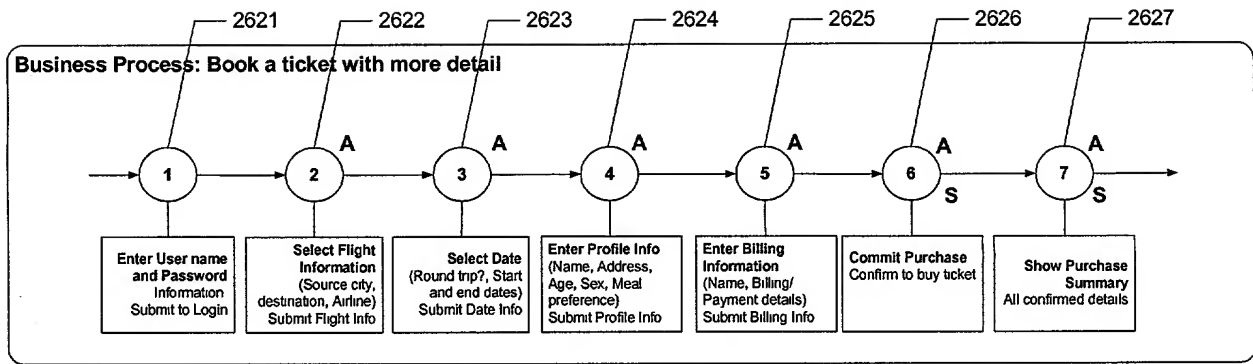 2621
2622
2623
2624
2625
2626
2627
Business Process: Book a ticket with more detail
A
A
A
A
A
A
1
2
3
4
5
6
7
S
S
Enter User name
and Password
Information
Submit to Login
Select Flight
Information
(Source city,
destination, Airline)
Submit Flight Info
Select Date
(Round trip?, Start
and end dates)
Submit Date Info
Enter Profile Info
(Name, Address,
Age, Sex, Meal
preference)
Submit Profile Info
Enter Billing
Information
(Name, Billing/
Payment details)
Submit Billing Info
Commit Purchase
Confirm to buy ticket
Show Purchase
Summary
All confirmed details